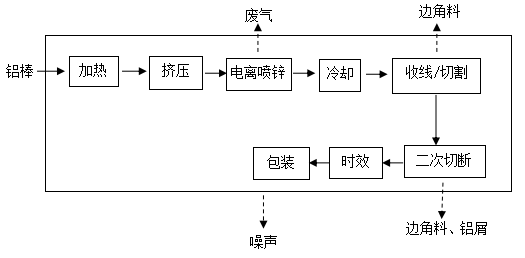 废气
边角料
铝棒
加热
挤压
电离喷锌
冷却
收线/切割
包装
时效
二次切断
噪声
边角料、铝屑